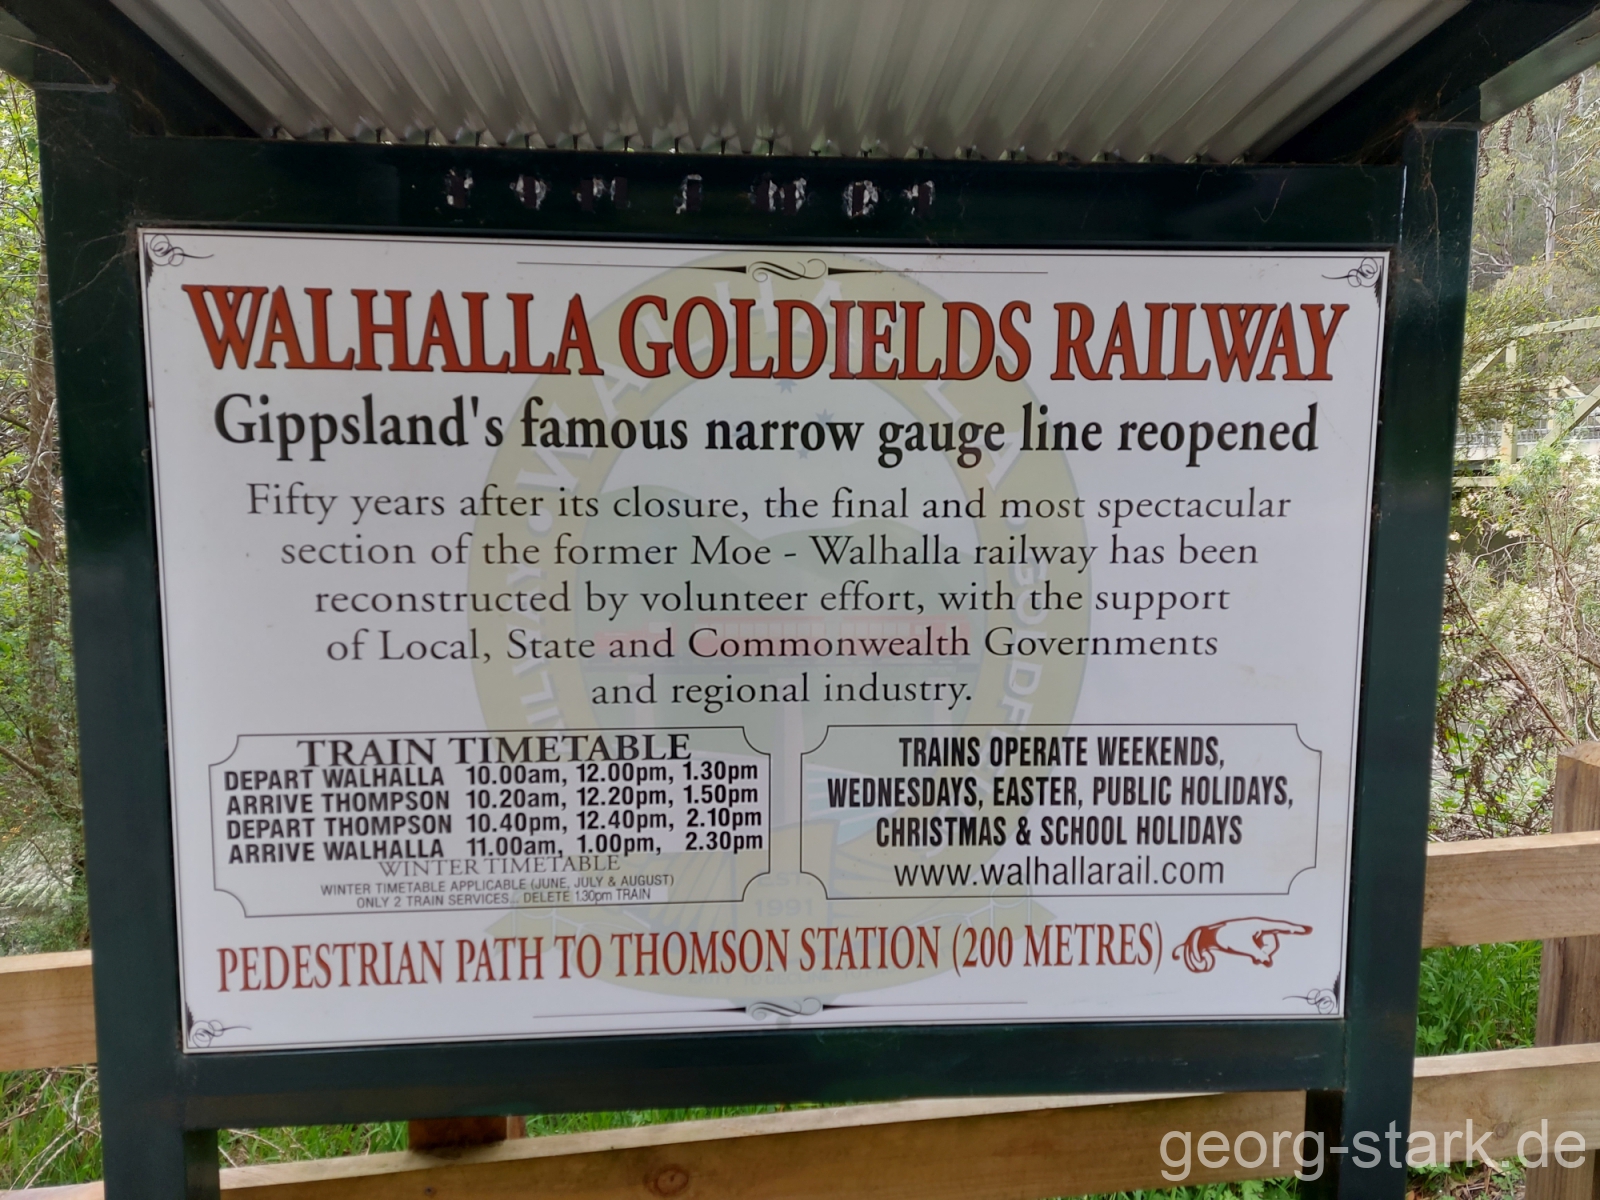 WALHALLA GOLDIELDS RAILWAY
Gippsland's famous narrow gauge line reopened
Fifty years after its closure, the final and most spectacular
section of the former Moe - Walhalla railway has been
reconstructed by volunteer effort, with the support
of Local, State and Commonwealth Governments
and regional industry.
TRAIN TIMETABLE
DEPART WALHALLA 10.00am, 12.00pm, 1.30pm
ARRIVE THOMPSON 10.20am, 12.20pm, 1.50pm
DEPART THOMPSON 10.40pm, 12.40pm, 2.10pm
ARRIVE WALHALLA 11.00am, 1.00pm, 2.30pm
WINTER TIMETABLE
WINTER TIMETABLE APPLICABLE (JUNE, JULY & AUGUST)
ONLY 2 TRAIN SERVICES... DELETE 1.30pm TRAIN
TRAINS OPERATE WEEKENDS,
WEDNESDAYS, EASTER, PUBLIC HOLIDAYS,
CHRISTMAS & SCHOOL HOLIDAYS
www.walhallarail.com
EST.
1991
PEDESTRIAN PATH TO THOMSON STATION (200 METRES)
georg-stark.de